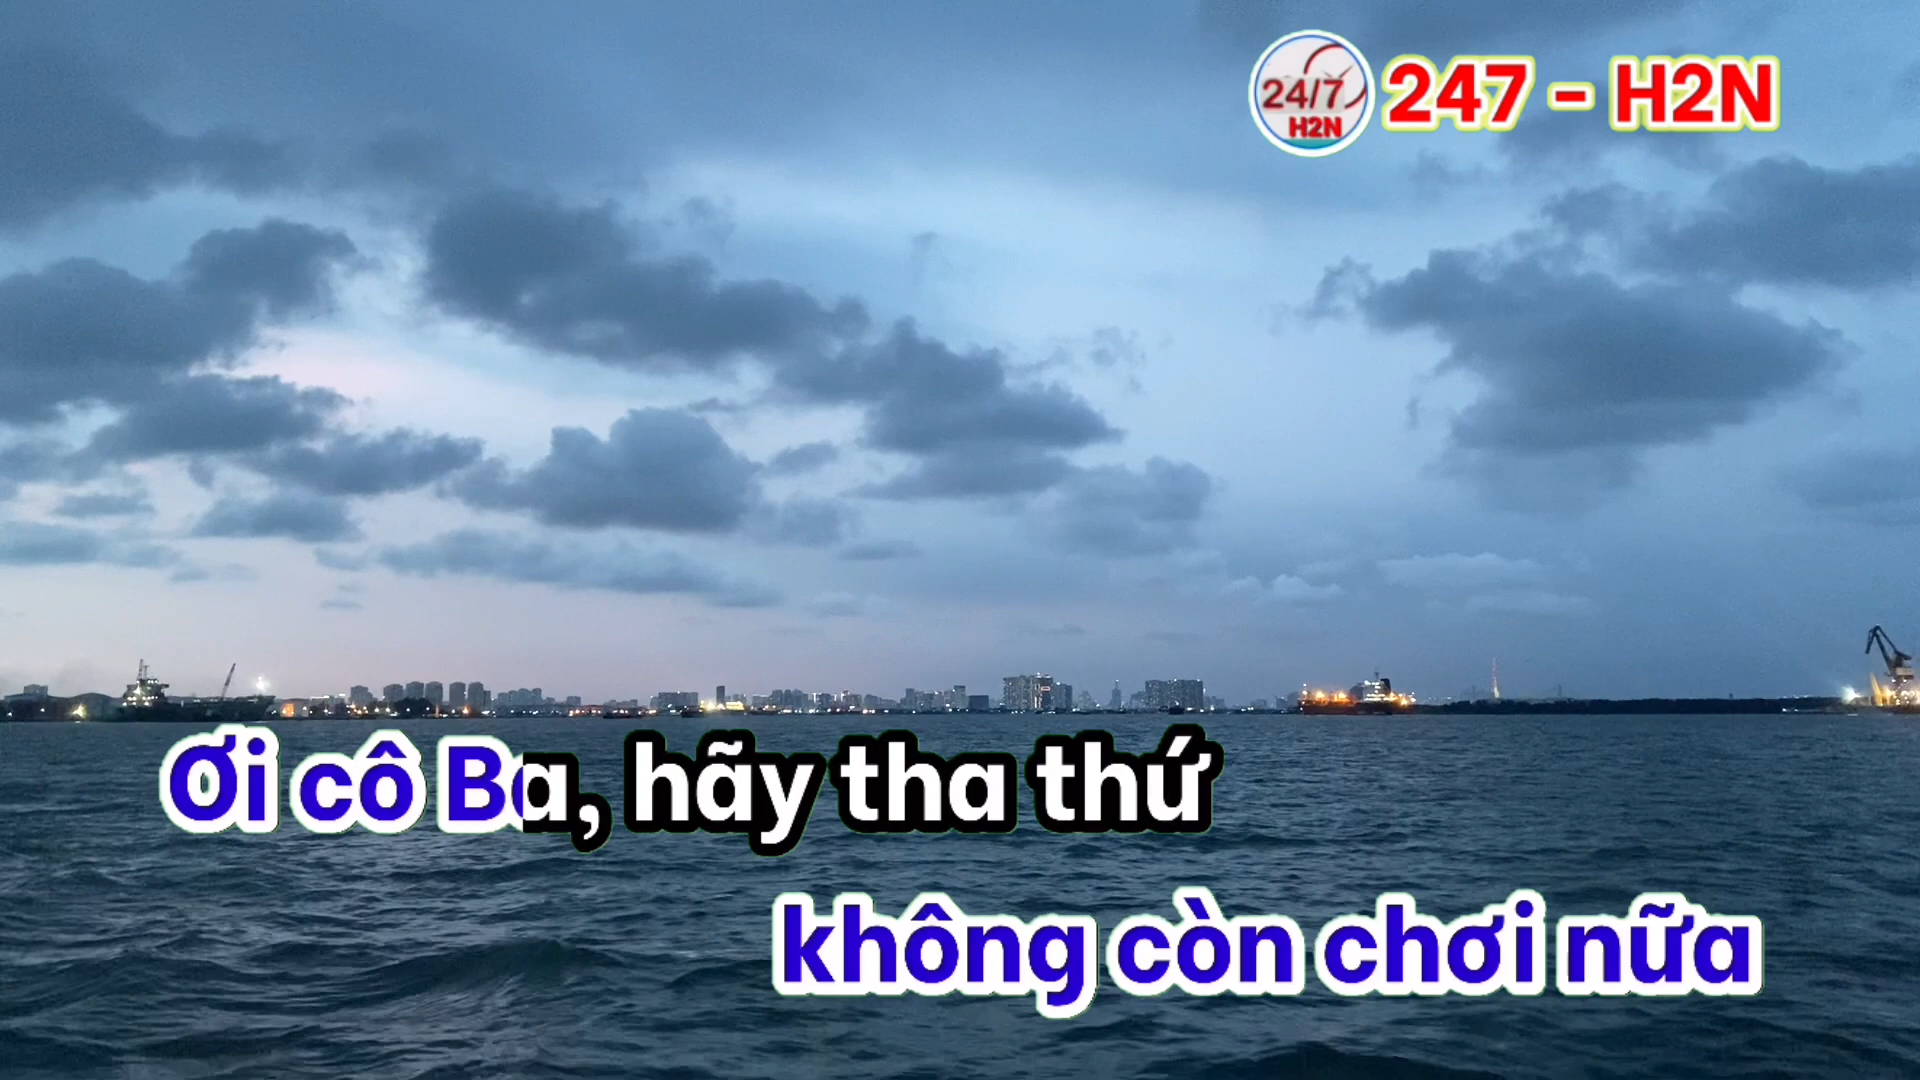 24/7
H2N
247 - H2N
Ơi cô Ba, hãy tha thứ
không còn chơi nữa